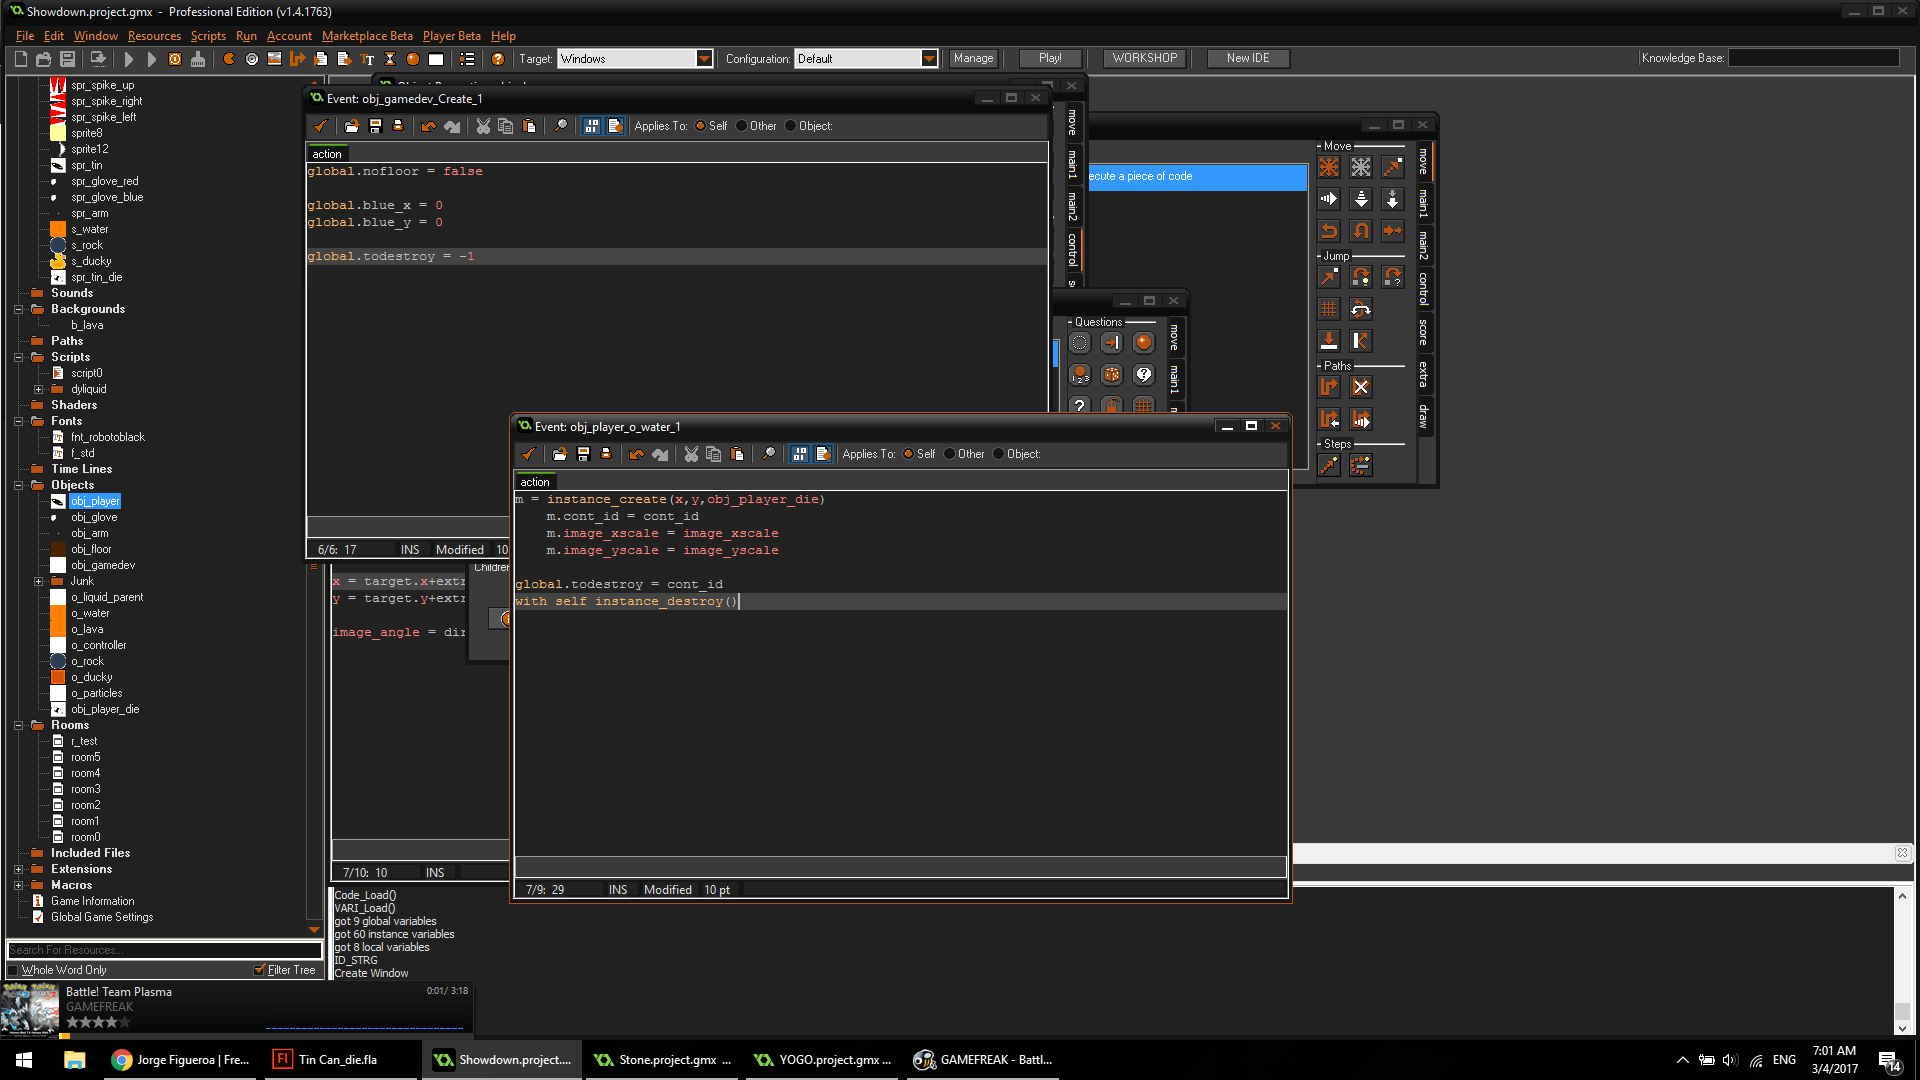 Showdown.project.gmx - Professional Edition (v1.4.1763)
File Edit Window Resources Scripts Run Account Marketplace Beta Player Beta Help
Target: Windows Configuration: Default Manage Play! WORKSHOP New IDE Knowledge Base:
spr_spike_up
spr_spike_right
spr_spike_left
sprite8
sprite12
spr_tin
spr_glove_red
spr_glove_blue
spr_arm
s_water
s_rock
s_ducky
spr_tin_die
Sounds
Backgrounds
b_lava
Paths
Scripts
script0
dyliquid
Shaders
Fonts
fnt_robotoblack
f_std
Time Lines
Objects
obj_player
obj_glove
obj_arm
obj_floor
obj_gamedev
Junk
o_liquid_parent
o_water
o_lava
o_controller
o_rock
o_ducky
o_particles
obj_player_die
Rooms
r_test
room5
room4
room3
room2
room1
room0
Included Files
Extensions
Macros
Game Information
Global Game Settings
Search For Resources...
Whole Word Only Filter Tree
Event: obj_gamedev_Create_1
Applies To: Self Other Object:
action
global.nofloor = false
global.blue_x = 0
global.blue_y = 0
global.todestroy = -1
6/6: 17 INS Modified 10
move
main1
main2
control
ecute a piece of code
Move
Jump
Paths
Steps
move
main1
main2
control
score
extra
draw
Questions
move
main1
x = target.x+extr
y = target.y+extr
image_angle = dir
Children
7/10: 10 INS
Event: obj_player_o_water_1
Applies To: Self Other Object:
action
m = instance_create(x,y,obj_player_die)
m.cont_id = cont_id
m.image_xscale = image_xscale
m.image_yscale = image_yscale
global.todestroy = cont_id
with self instance_destroy()
7/9: 29 INS Modified 10 pt
Code_Load()
VARI_Load()
got 9 global variables
got 60 instance variables
got 8 local variables
ID_STRG
Create Window
Battle! Team Plasma 0:01/ 3:18
GAMEFREAK
Jorge Figueroa | Fre...
Tin Can_die.fla
Showdown.project....
Stone.project.gmx ...
YOGO.project.gmx ...
GAMEFREAK - Battl...
ENG
7:01 AM
3/4/2017
14